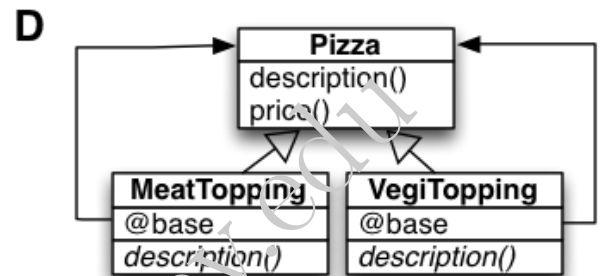 D
Pizza
description()
price()
MeatTopping
@base
description()
VegiTopping
@base
description()